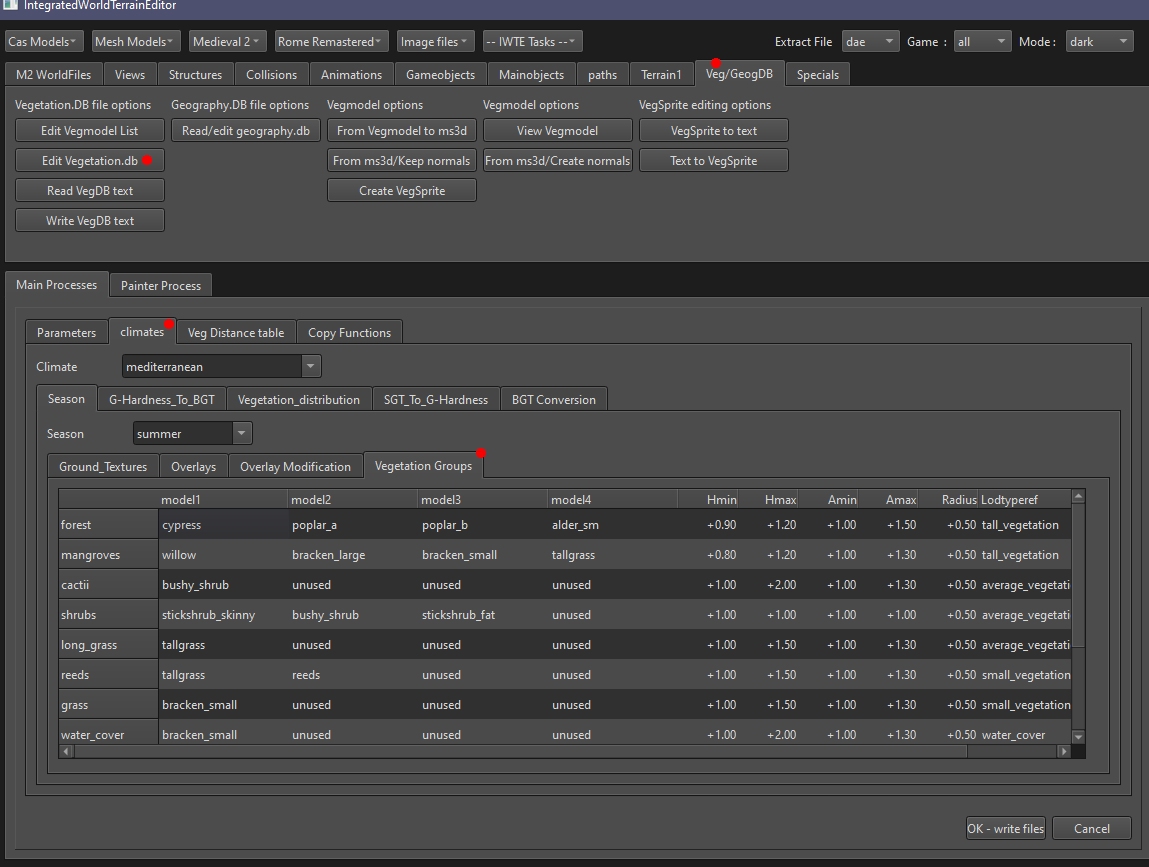 IntegratedWorldTerrainEditor
Cas Models Mesh Models Medieval 2 Rome Remastered Image files -- IWTE Tasks -- Extract File dae Game : all Mode : dark
M2 WorldFiles Views Structures Collisions Animations Gameobjects Mainobjects paths Terrain1 Veg/GeogDB Specials
Vegetation.DB file options Geography.DB file options Vegmodel options Vegmodel options VegSprite editing options
Edit Vegmodel List Read/edit geography.db From Vegmodel to ms3d View Vegmodel VegSprite to text
Edit Vegetation.db From ms3d/Keep normals From ms3d/Create normals Text to VegSprite
Read VegDB text Create VegSprite
Write VegDB text
Main Processes Painter Process
Parameters climates Veg Distance table Copy Functions
Climate mediterranean
Season G-Hardness_To_BGT Vegetation_distribution SGT_To_G-Hardness BGT Conversion
Season summer
Ground_Textures Overlays Overlay Modification Vegetation Groups
model1 model2 model3 model4 Hmin Hmax Amin Amax Radius Lodtyperef
forest cypress poplar_a poplar_b alder_sm +0.90 +1.20 +1.00 +1.50 +0.50 tall_vegetation
mangroves willow bracken_large bracken_small tallgrass +0.80 +1.20 +1.00 +1.30 +0.50 tall_vegetation
cactii bushy_shrub unused unused unused +1.00 +2.00 +1.00 +1.30 +0.50 average_vegetati
shrubs stickshrub_skinny bushy_shrub stickshrub_fat unused +1.00 +1.00 +1.00 +1.00 +0.50 average_vegetati
long_grass tallgrass unused unused unused +1.00 +1.50 +1.00 +1.30 +0.50 average_vegetati
reeds tallgrass reeds unused unused +1.00 +1.50 +1.00 +1.30 +0.50 small_vegetation
grass bracken_small unused unused unused +1.00 +1.50 +1.00 +1.30 +0.50 small_vegetation
water_cover bracken_small unused unused unused +1.00 +2.00 +1.00 +1.30 +0.50 water_cover
OK - write files Cancel